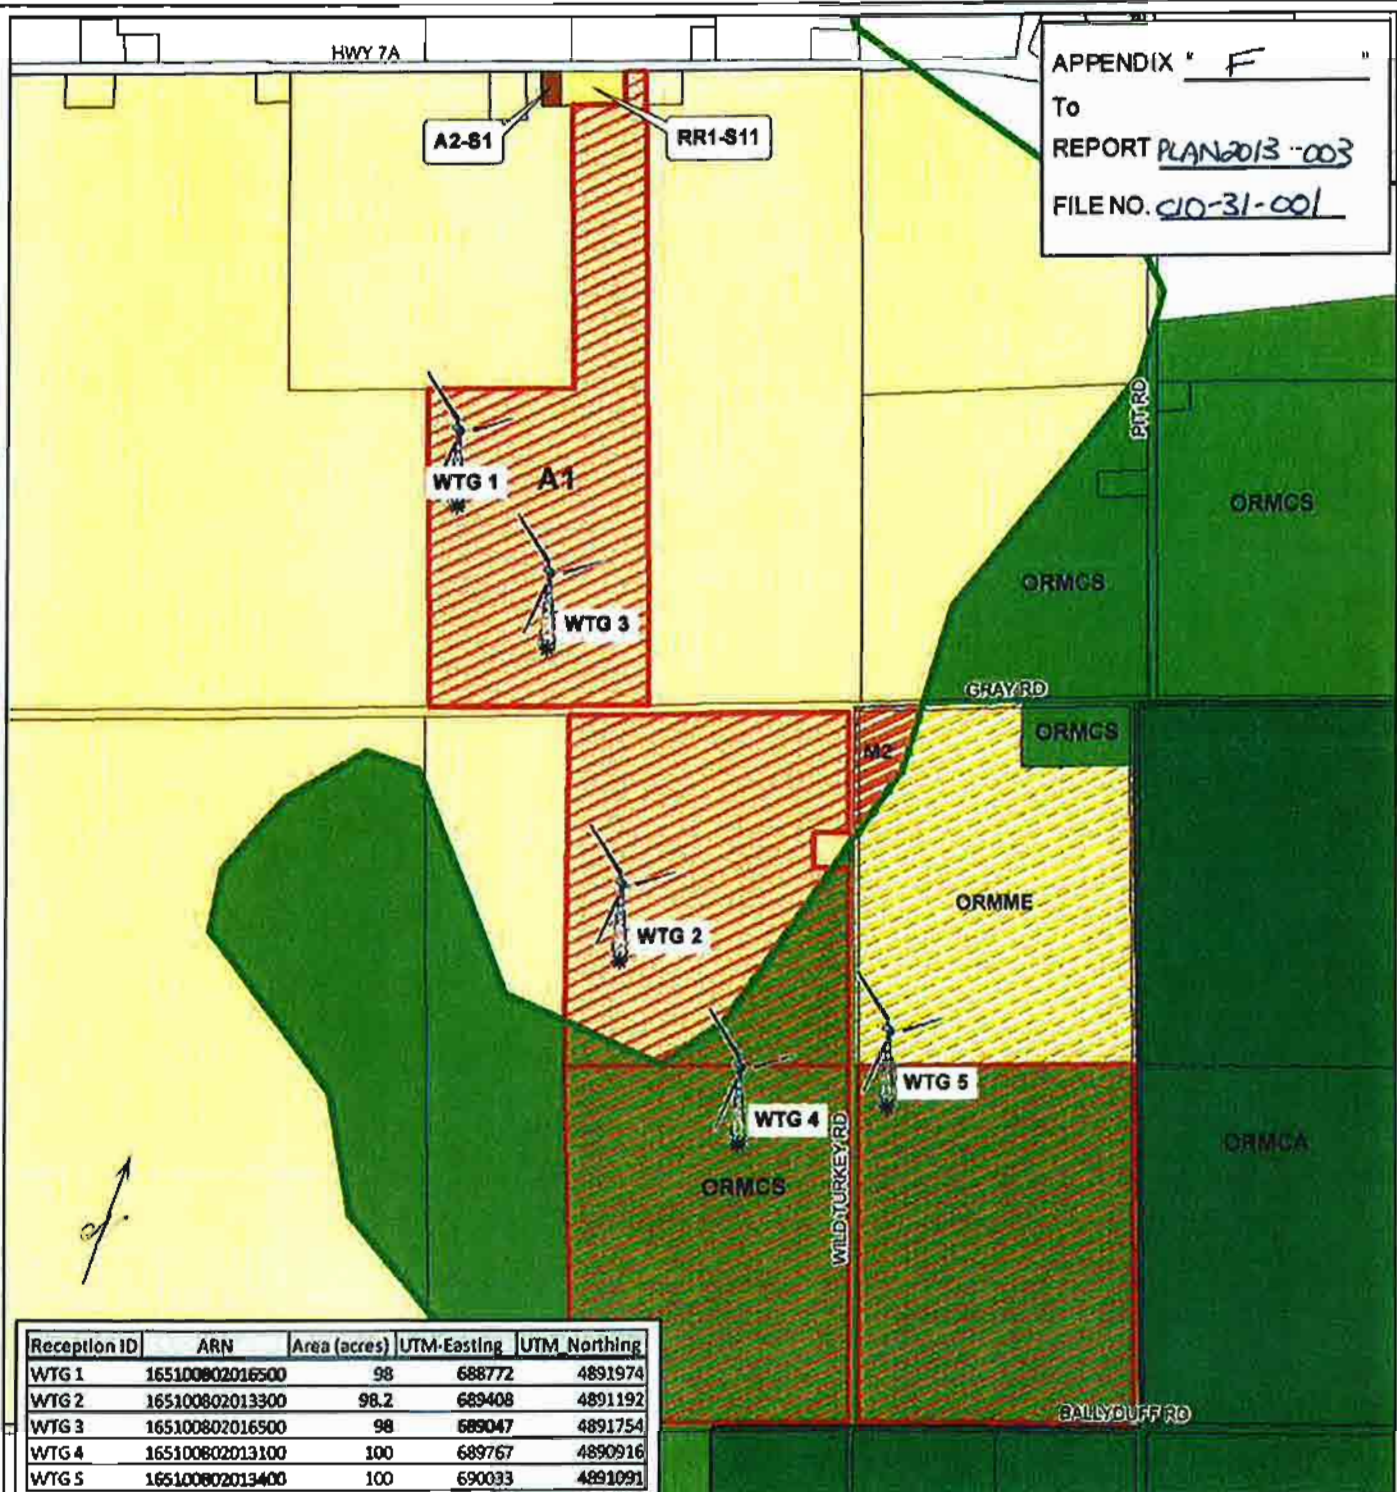 HWY 7A
APPENDIX " F "
To
REPORT PLAN2013-003
FILE NO. C10-31-001
A2-S1
RR1-S11
PIT RD
WTG 1
A1
ORMCS
ORMCS
WTG 3
GRAY RD
ORMCS
M2
ORMME
WTG 2
WTG 5
WTG 4
WILD TURKEY RD
ORMCA
ORMCS
Reception ID ARN Area (acres) UTM-Easting UTM_Northing
WTG 1 165100802016500 98 688772 4891974
WTG 2 165100802013300 98.2 689408 4891192
WTG 3 165100802016500 98 689047 4891754
WTG 4 165100802013100 100 689767 4890916
WTG 5 165100802013400 100 690033 4891091
BALLYDUFF RD